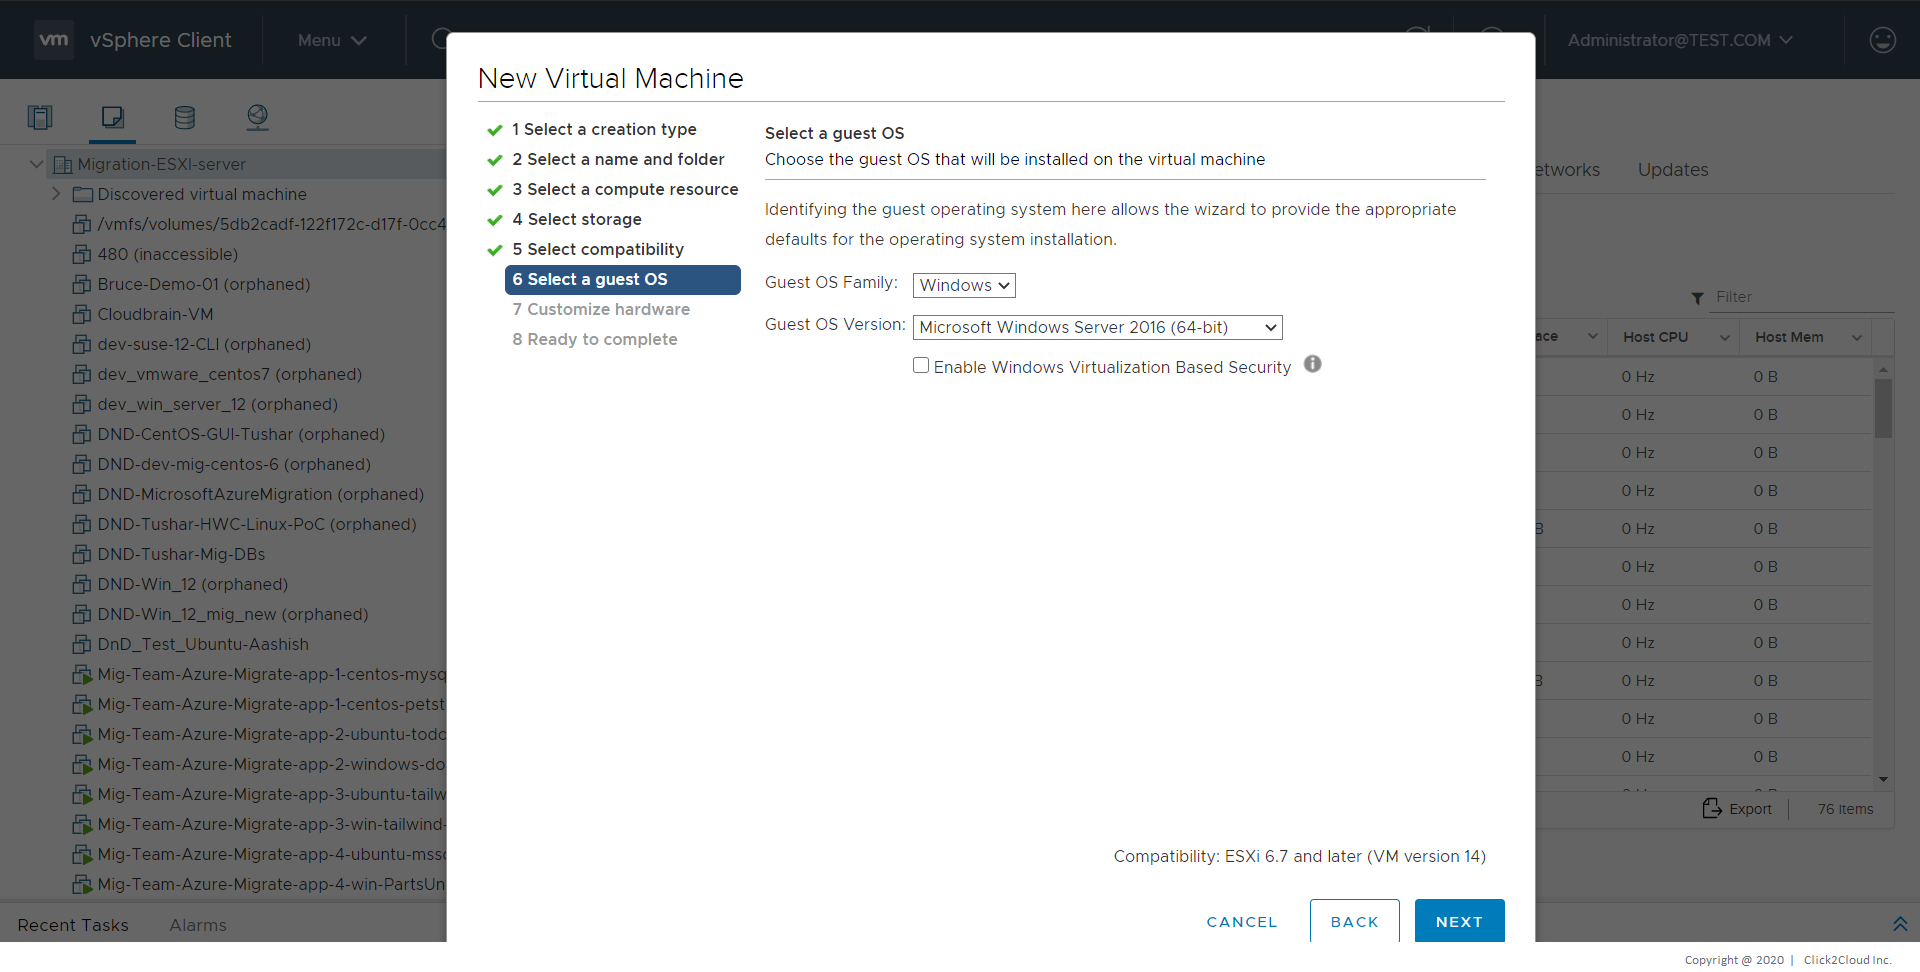 vm vSphere Client Menu Administrator@TEST.COM
New Virtual Machine
1 Select a creation type
2 Select a name and folder
3 Select a compute resource
4 Select storage
5 Select compatibility
6 Select a guest OS
7 Customize hardware
8 Ready to complete
Select a guest OS
Choose the guest OS that will be installed on the virtual machine
Identifying the guest operating system here allows the wizard to provide the appropriate
defaults for the operating system installation.
Guest OS Family: Windows
Guest OS Version: Microsoft Windows Server 2016 (64-bit)
Enable Windows Virtualization Based Security
Compatibility: ESXi 6.7 and later (VM version 14)
CANCEL BACK NEXT
Migration-ESXI-server
Discovered virtual machine
/vmfs/volumes/5db2cadf-122f172c-d17f-0cc4
480 (inaccessible)
Bruce-Demo-01 (orphaned)
Cloudbrain-VM
dev-suse-12-CLI (orphaned)
dev_vmware_centos7 (orphaned)
dev_win_server_12 (orphaned)
DND-CentOS-GUI-Tushar (orphaned)
DND-dev-mig-centos-6 (orphaned)
DND-MicrosoftAzureMigration (orphaned)
DND-Tushar-HWC-Linux-PoC (orphaned)
DND-Tushar-Mig-DBs
DND-Win_12 (orphaned)
DND-Win_12_mig_new (orphaned)
DnD_Test_Ubuntu-Aashish
Mig-Team-Azure-Migrate-app-1-centos-mysq
Mig-Team-Azure-Migrate-app-1-centos-petst
Mig-Team-Azure-Migrate-app-2-ubuntu-todo
Mig-Team-Azure-Migrate-app-2-windows-do
Mig-Team-Azure-Migrate-app-3-ubuntu-tailw
Mig-Team-Azure-Migrate-app-3-win-tailwind-
Mig-Team-Azure-Migrate-app-4-ubuntu-mssq
Mig-Team-Azure-Migrate-app-4-win-PartsUn
etworks Updates
Filter
ace Host CPU Host Mem
0 Hz 0 B
0 Hz 0 B
0 Hz 0 B
0 Hz 0 B
B 0 Hz 0 B
0 Hz 0 B
0 Hz 0 B
0 Hz 0 B
B 0 Hz 0 B
0 Hz 0 B
0 Hz 0 B
Export 76 items
Recent Tasks Alarms
Copyright @ 2020 | Click2Cloud Inc.